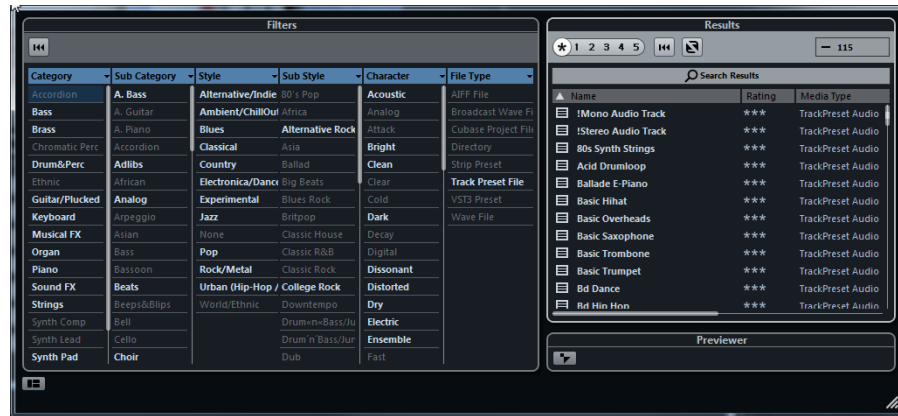 Filters
Category Sub Category Style Sub Style Character File Type
Accordion A. Bass Alternative/Indie 80's Pop Acoustic AIFF File
Bass A. Guitar Ambient/ChillOut Africa Analog Broadcast Wave Fi
Brass A. Piano Blues Alternative Rock Attack Cubase Project File
Chromatic Perc Accordion Classical Asia Bright Directory
Drum&Perc Adlibs Country Ballad Clean Strip Preset
Ethnic African Electronica/Dance Big Beats Clear Track Preset File
Guitar/Plucked Analog Experimental Blues Rock Cold VST3 Preset
Keyboard Arpeggio Jazz Britpop Dark Wave File
Musical FX Asian None Classic House Decay
Organ Bass Pop Classic R&B Digital
Piano Bassoon Rock/Metal Classic Rock Dissonant
Sound FX Beats Urban (Hip-Hop / College Rock Distorted
Strings Beeps&Blips World/Ethnic Downtempo Dry
Synth Comp Bell Drum«n«Bass/Ju Electric
Synth Lead Cello Drum´n´Bass/Jun Ensemble
Synth Pad Choir Dub Fast
Results
* 1 2 3 4 5 115
Search Results
Name Rating Media Type
!Mono Audio Track *** TrackPreset Audio
!Stereo Audio Track *** TrackPreset Audio
80s Synth Strings *** TrackPreset Audio
Acid Drumloop *** TrackPreset Audio
Ballade E-Piano *** TrackPreset Audio
Basic Hihat *** TrackPreset Audio
Basic Overheads *** TrackPreset Audio
Basic Saxophone *** TrackPreset Audio
Basic Trombone *** TrackPreset Audio
Basic Trumpet *** TrackPreset Audio
Bd Dance *** TrackPreset Audio
Bd Hip Hop *** TrackPreset Audio
Previewer